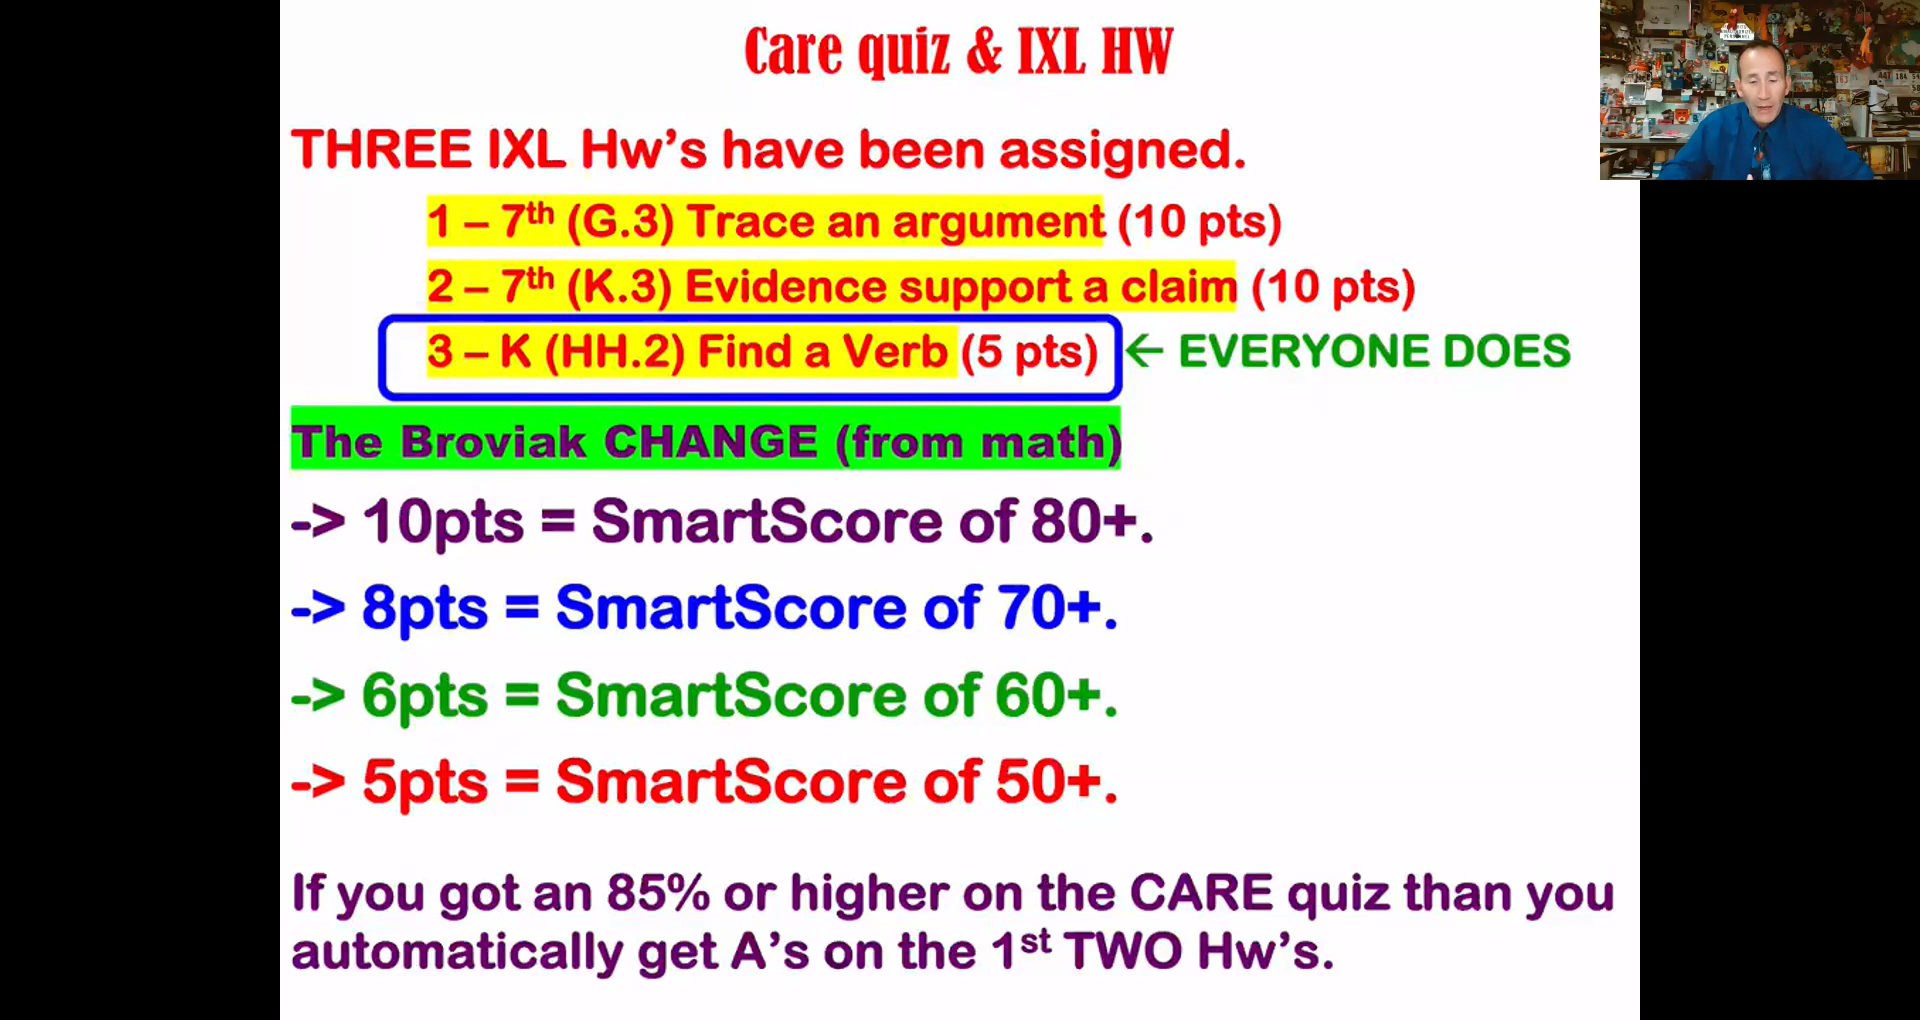 Care quiz & IXL HW
THREE IXL Hw's have been assigned.
1 – 7th (G.3) Trace an argument (10 pts)
2 – 7th (K.3) Evidence support a claim (10 pts)
3 – K (HH.2) Find a Verb (5 pts) ← EVERYONE DOES
The Broviak CHANGE (from math)
-> 10pts = SmartScore of 80+.
-> 8pts = SmartScore of 70+.
-> 6pts = SmartScore of 60+.
-> 5pts = SmartScore of 50+.
If you got an 85% or higher on the CARE quiz than you
automatically get A's on the 1st TWO Hw's.